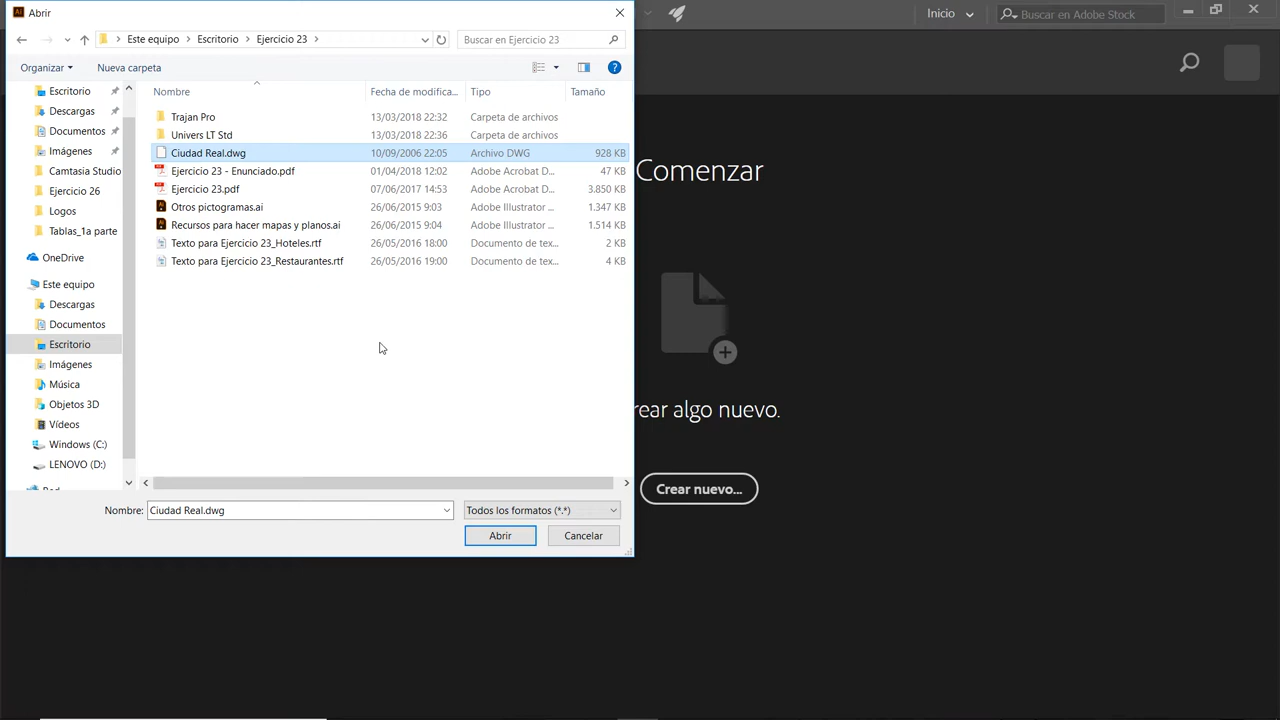 Abrir
Inicio
Buscar en Adobe Stock
Este equipo > Escritorio > Ejercicio 23 >
Buscar en Ejercicio 23
Organizar
Nueva carpeta
Nombre
Fecha de modifica...
Tipo
Tamaño
Escritorio
Descargas
Documentos
Imágenes
Camtasia Studio
Ejercicio 26
Logos
Tablas_1a parte
OneDrive
Este equipo
Descargas
Documentos
Escritorio
Imágenes
Música
Objetos 3D
Vídeos
Windows (C:)
LENOVO (D:)
Trajan Pro 13/03/2018 22:32 Carpeta de archivos
Univers LT Std 13/03/2018 22:36 Carpeta de archivos
Ciudad Real.dwg 10/09/2006 22:05 Archivo DWG 928 KB
Ejercicio 23 - Enunciado.pdf 01/04/2018 12:02 Adobe Acrobat D... 47 KB
Ejercicio 23.pdf 07/06/2017 14:53 Adobe Acrobat D... 3.850 KB
Otros pictogramas.ai 26/06/2015 9:03 Adobe Illustrator ... 1.347 KB
Recursos para hacer mapas y planos.ai 26/06/2015 9:04 Adobe Illustrator ... 1.514 KB
Texto para Ejercicio 23_Hoteles.rtf 26/05/2016 18:00 Documento de tex... 2 KB
Texto para Ejercicio 23_Restaurantes.rtf 26/05/2016 19:00 Documento de tex... 4 KB
Nombre: Ciudad Real.dwg
Todos los formatos (*.*)
Abrir
Cancelar
Comenzar
rear algo nuevo.
Crear nuevo...